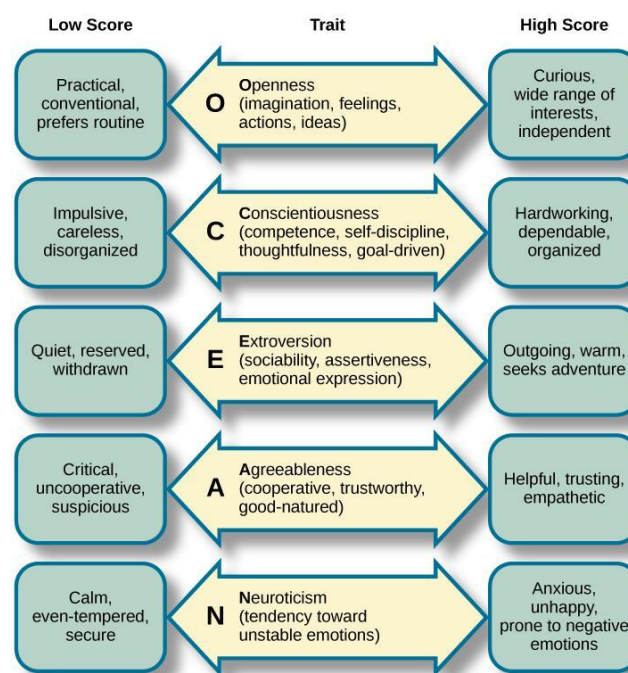 Low Score
Trait
High Score
Practical,
conventional,
prefers routine
O
Openness
(imagination, feelings,
actions, ideas)
Curious,
wide range of
interests,
independent
Impulsive,
careless,
disorganized
C
Conscientiousness
(competence, self-discipline,
thoughtfulness, goal-driven)
Hardworking,
dependable,
organized
Quiet, reserved,
withdrawn
E
Extroversion
(sociability, assertiveness,
emotional expression)
Outgoing, warm,
seeks adventure
Critical,
uncooperative,
suspicious
A
Agreeableness
(cooperative, trustworthy,
good-natured)
Helpful, trusting,
empathetic
Calm,
even-tempered,
secure
N
Neuroticism
(tendency toward
unstable emotions)
Anxious,
unhappy,
prone to negative
emotions